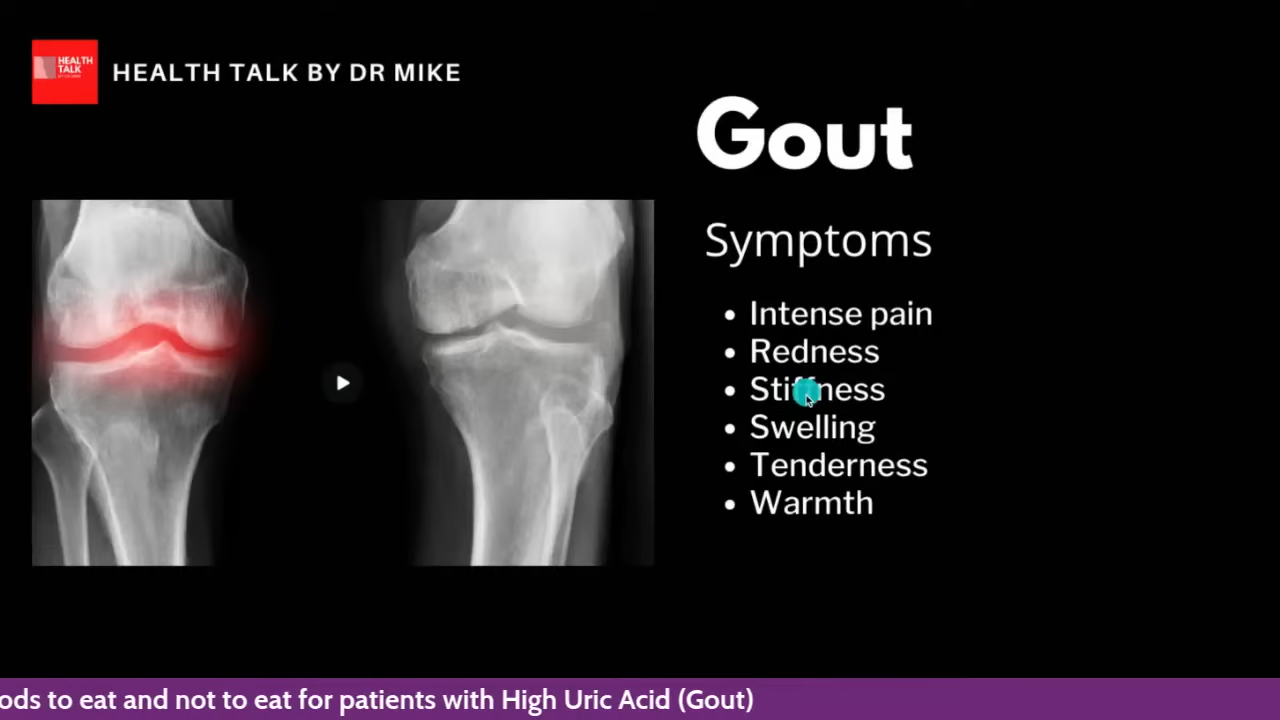 HEALTH
TALK
HEALTH TALK BY DR MIKE
Gout
Symptoms
• Intense pain
• Redness
• Stiffness
• Swelling
• Tenderness
• Warmth
ods to eat and not to eat for patients with High Uric Acid (Gout)